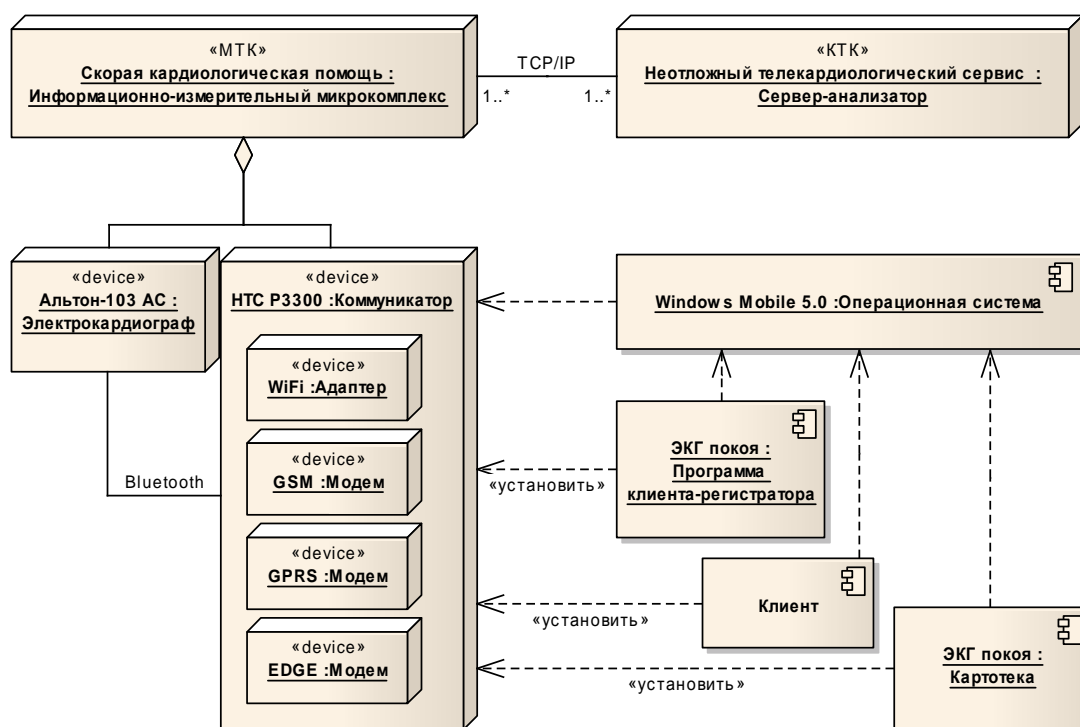 «МТК»
Скорая кардиологическая помощь :
Информационно-измерительный микрокомплекс
TCP/IP
1..*
1..*
«КТК»
Неотложный телекардиологический сервис :
Сервер-анализатор
«device»
Альтон-103 АС :
Электрокардиограф
«device»
HTC P3300 :Коммуникатор
«device»
WiFi :Адаптер
«device»
GSM :Модем
«device»
GPRS :Модем
«device»
EDGE :Модем
Bluetooth
Windows Mobile 5.0 :Операционная система
ЭКГ покоя :
Программа
клиента-регистратора
«установить»
Клиент
«установить»
ЭКГ покоя :
Картотека
«установить»